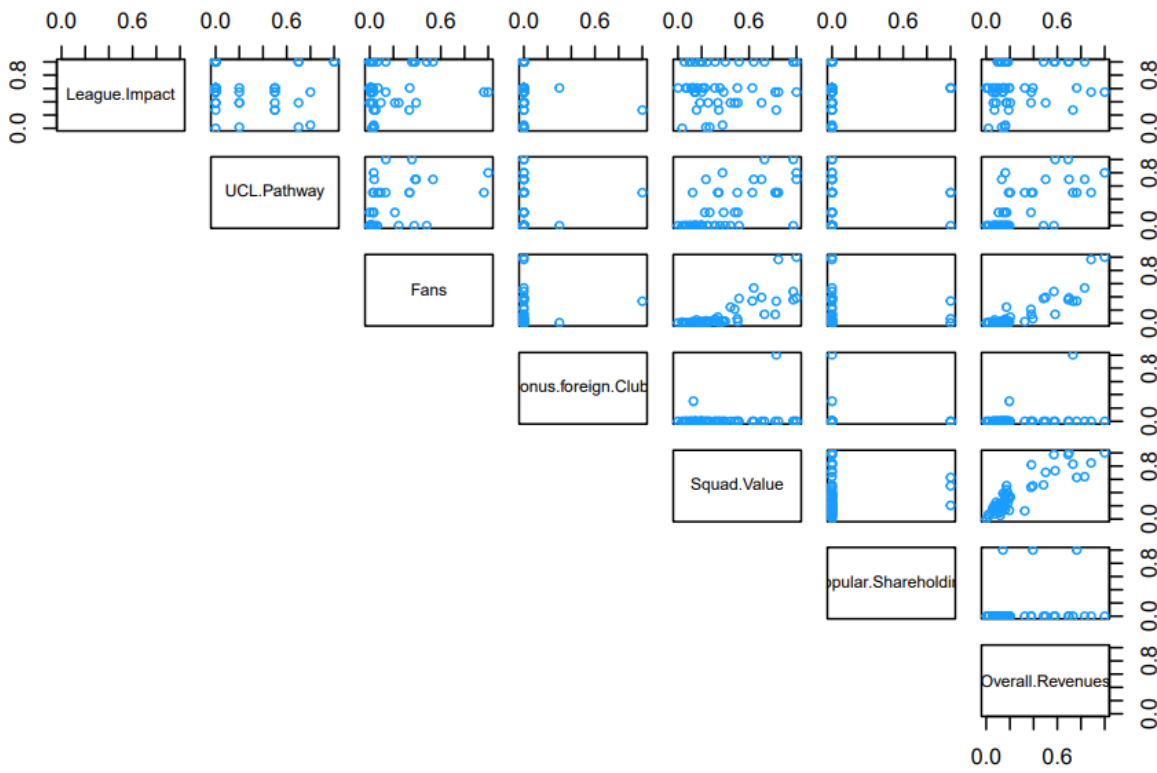 0.0 0.6 0.0 0.6 0.0 0.6 0.0 0.6 0.0 0.6 0.0 0.6 0.0 0.6
0.0 0.8 League.Impact 0.0 0.8
UCL.Pathway 0.0 0.8
Fans 0.0 0.8
onus.foreign.Club 0.0 0.8
Squad.Value 0.0 0.8
opular.Shareholdin 0.0 0.8
Overall.Revenues 0.0 0.8
0.0 0.6